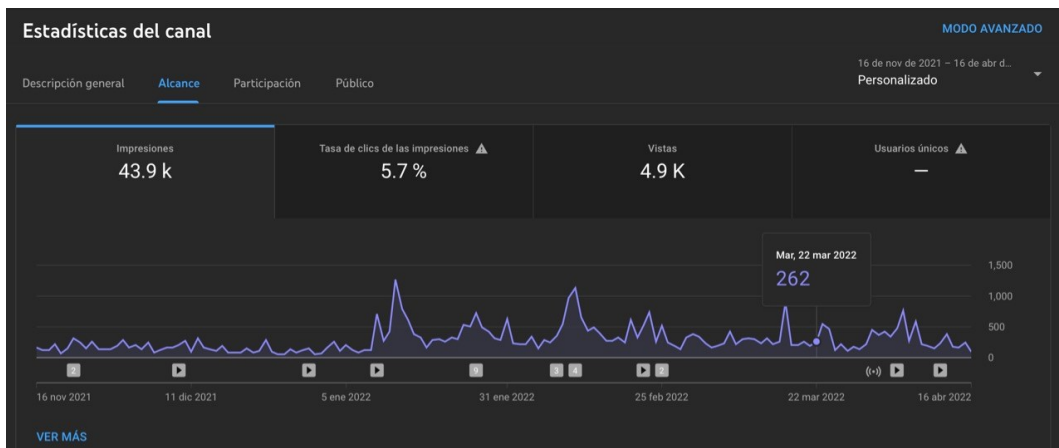 Estadísticas del canal
MODO AVANZADO
Descripción general
Alcance
Participación
Público
16 de nov de 2021 – 16 de abr d...
Personalizado
Impresiones
43.9 k
Tasa de clics de las impresiones
5.7 %
Vistas
4.9 K
Usuarios únicos
—
Mar, 22 mar 2022
262
1,500
1,000
500
0
2
9
3
4
2
16 nov 2021
11 dic 2021
5 ene 2022
31 ene 2022
25 feb 2022
22 mar 2022
16 abr 2022
VER MÁS